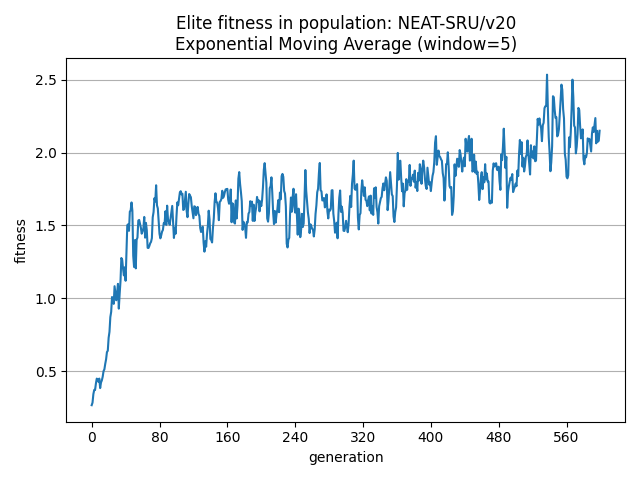 Elite fitness in population: NEAT-SRU/v20
Exponential Moving Average (window=5)
fitness
2.5
2.0
1.5
1.0
0.5
0 80 160 240 320 400 480 560
generation